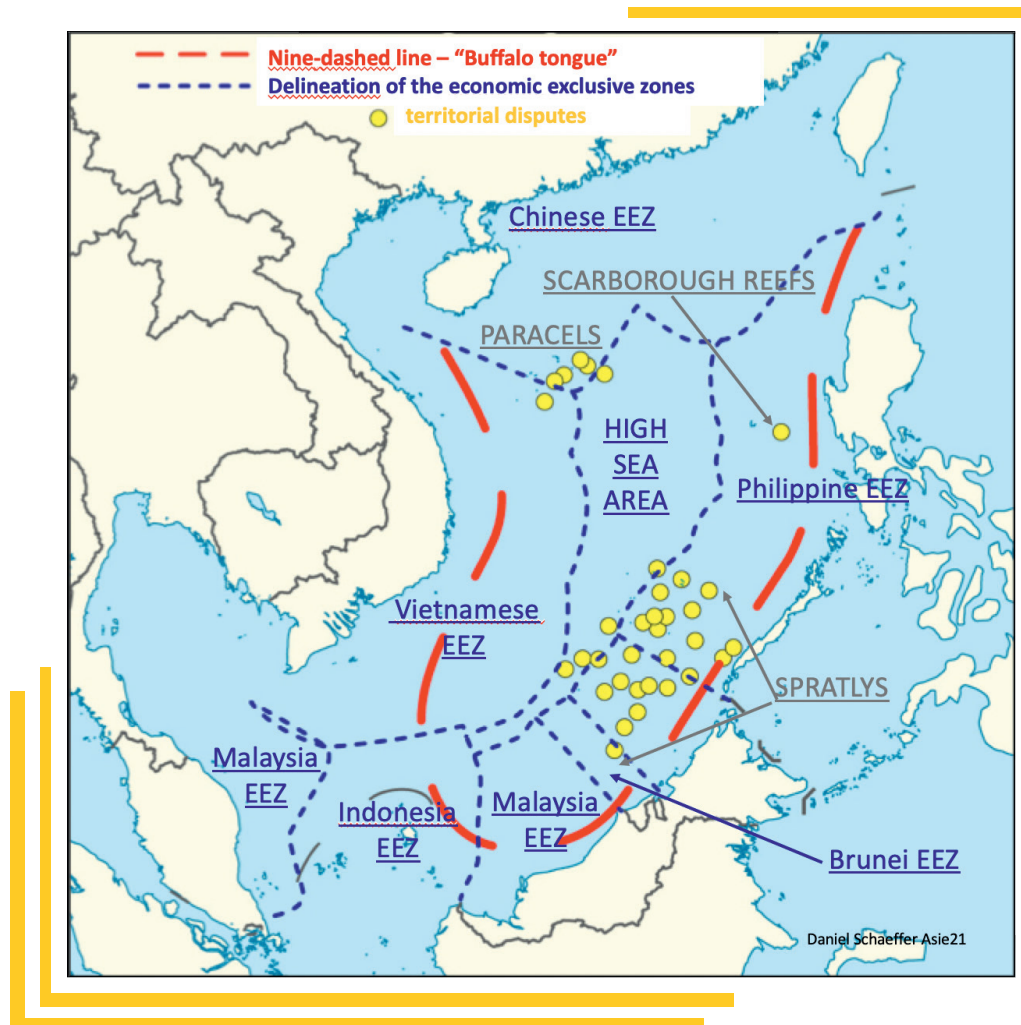 Nine-dashed line – “Buffalo tongue”
Delineation of the economic exclusive zones
territorial disputes
Chinese EEZ
SCARBOROUGH REEFS
PARACELS
HIGH
SEA
AREA
Philippine EEZ
Vietnamese
EEZ
SPRATLYS
Malaysia
EEZ
Indonesia
EEZ
Malaysia
EEZ
Brunei EEZ
Daniel Schaeffer Asie21